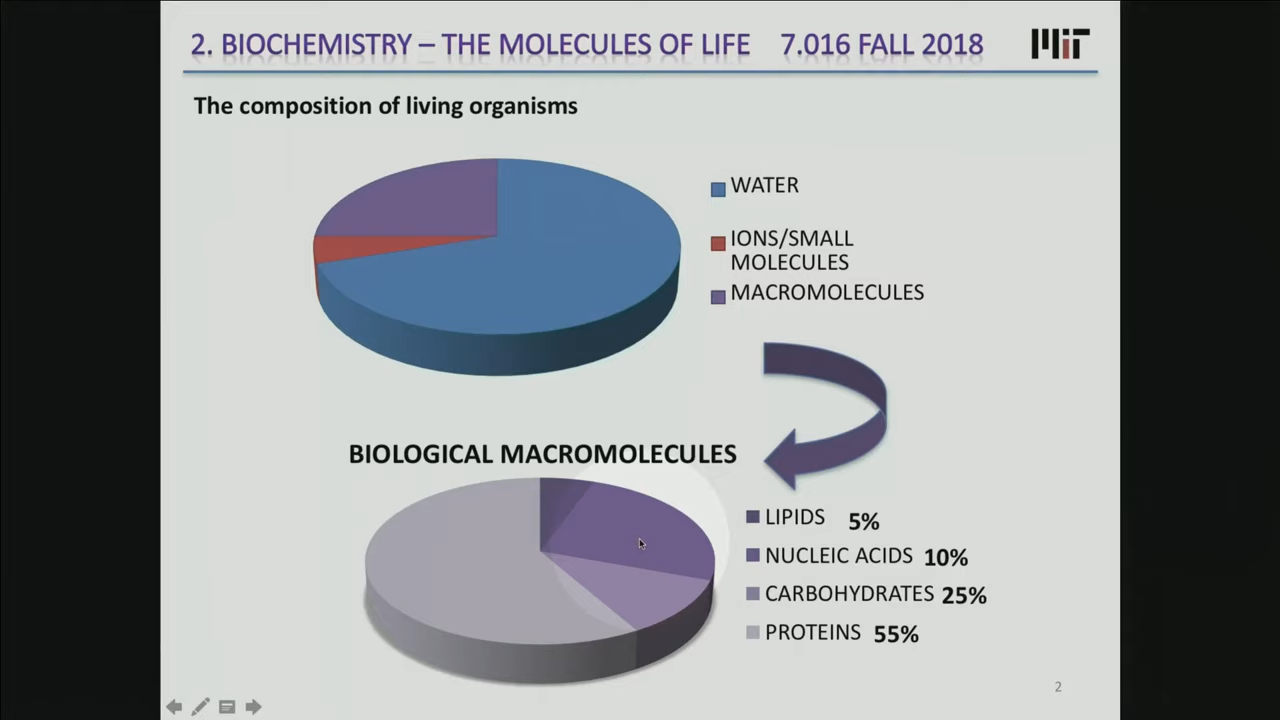 2. BIOCHEMISTRY – THE MOLECULES OF LIFE 7.016 FALL 2018
MIT
The composition of living organisms
WATER
IONS/SMALL
MOLECULES
MACROMOLECULES
BIOLOGICAL MACROMOLECULES
LIPIDS 5%
NUCLEIC ACIDS 10%
CARBOHYDRATES 25%
PROTEINS 55%
2